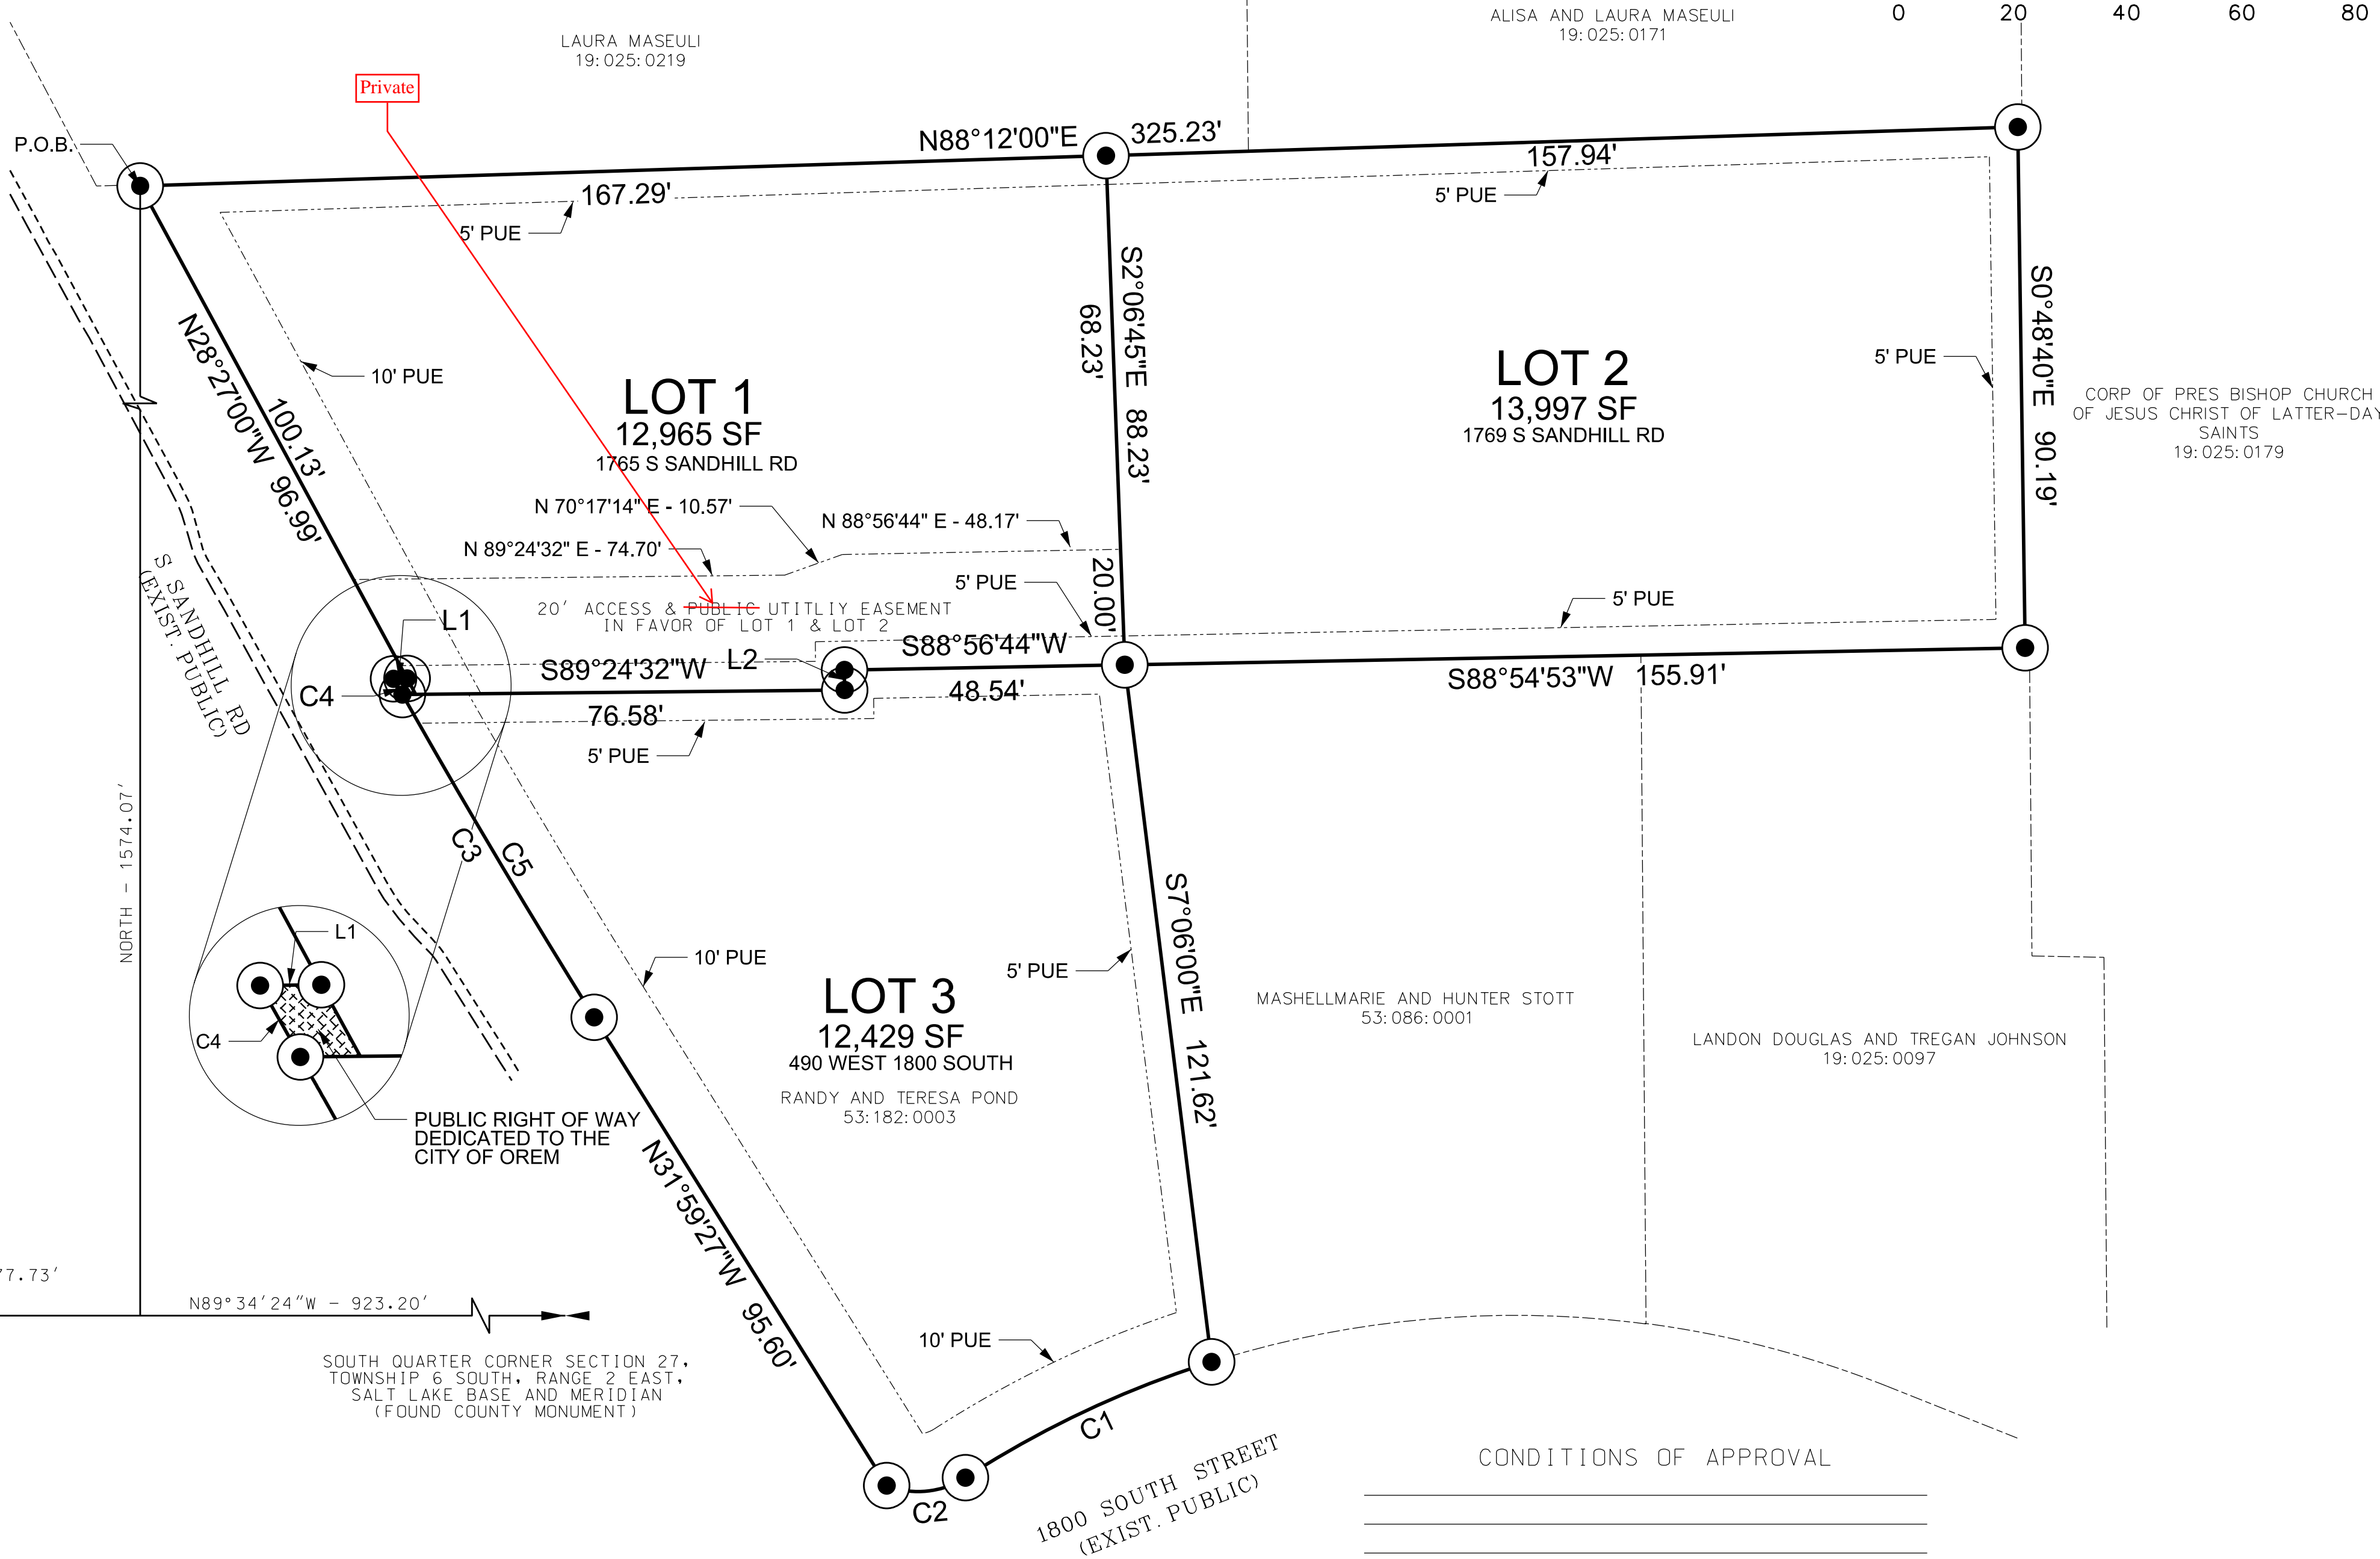 0 20 40 60 80
ALISA AND LAURA MASEULI
19:025:0171
LAURA MASEULI
19:025:0219
Private
P.O.B.
N88°12'00"E 325.23'
167.29'
157.94'
5' PUE
5' PUE
S2°06'45"E 88.23'
68.23'
20.00'
S0°48'40"E 90.19'
N28°27'00"W 96.99'
100.13'
10' PUE
LOT 1
12,965 SF
1765 S SANDHILL RD
LOT 2
13,997 SF
1769 S SANDHILL RD
5' PUE
CORP OF PRES BISHOP CHURCH
OF JESUS CHRIST OF LATTER-DAY
SAINTS
19:025:0179
N 70°17'14" E - 10.57'
N 88°56'44" E - 48.17'
N 89°24'32" E - 74.70'
5' PUE
5' PUE
20' ACCESS & PUBLIC UTITLIY EASEMENT
IN FAVOR OF LOT 1 & LOT 2
S SANDHILL RD
(EXIST. PUBLIC)
L1
L2
S88°56'44"W
48.54'
S89°24'32"W
76.58'
C4
S88°54'53"W 155.91'
5' PUE
NORTH - 1574.07'
C3
C5
L1
C4
PUBLIC RIGHT OF WAY
DEDICATED TO THE
CITY OF OREM
10' PUE
5' PUE
S7°06'00"E 121.62'
LOT 3
12,429 SF
490 WEST 1800 SOUTH
RANDY AND TERESA POND
53:182:0003
MASHELLMARIE AND HUNTER STOTT
53:086:0001
LANDON DOUGLAS AND TREGAN JOHNSON
19:025:0097
N31°59'27"W 95.60'
77.73'
N89°34'24"W - 923.20'
SOUTH QUARTER CORNER SECTION 27,
TOWNSHIP 6 SOUTH, RANGE 2 EAST,
SALT LAKE BASE AND MERIDIAN
(FOUND COUNTY MONUMENT)
10' PUE
C1
C2
1800 SOUTH STREET
(EXIST. PUBLIC)
CONDITIONS OF APPROVAL